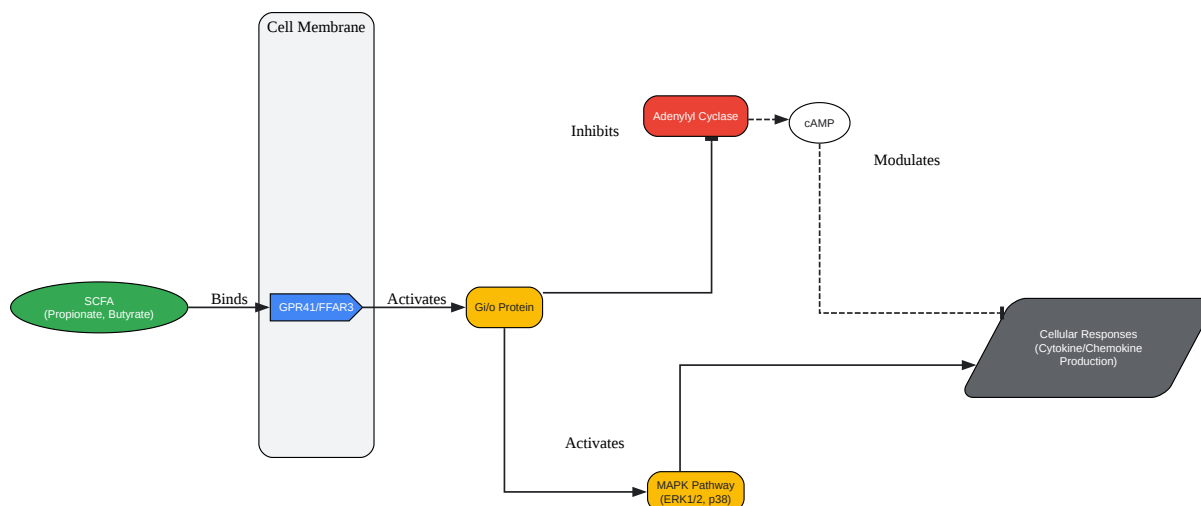 Cell Membrane
SCFA
(Propionate, Butyrate)
Binds
GPR41/FFAR3
Activates
Gi/o Protein
Inhibits
Adenylyl Cyclase
cAMP
Modulates
Activates
MAPK Pathway
(ERK1/2, p38)
Cellular Responses
(Cytokine/Chemokine
Production)